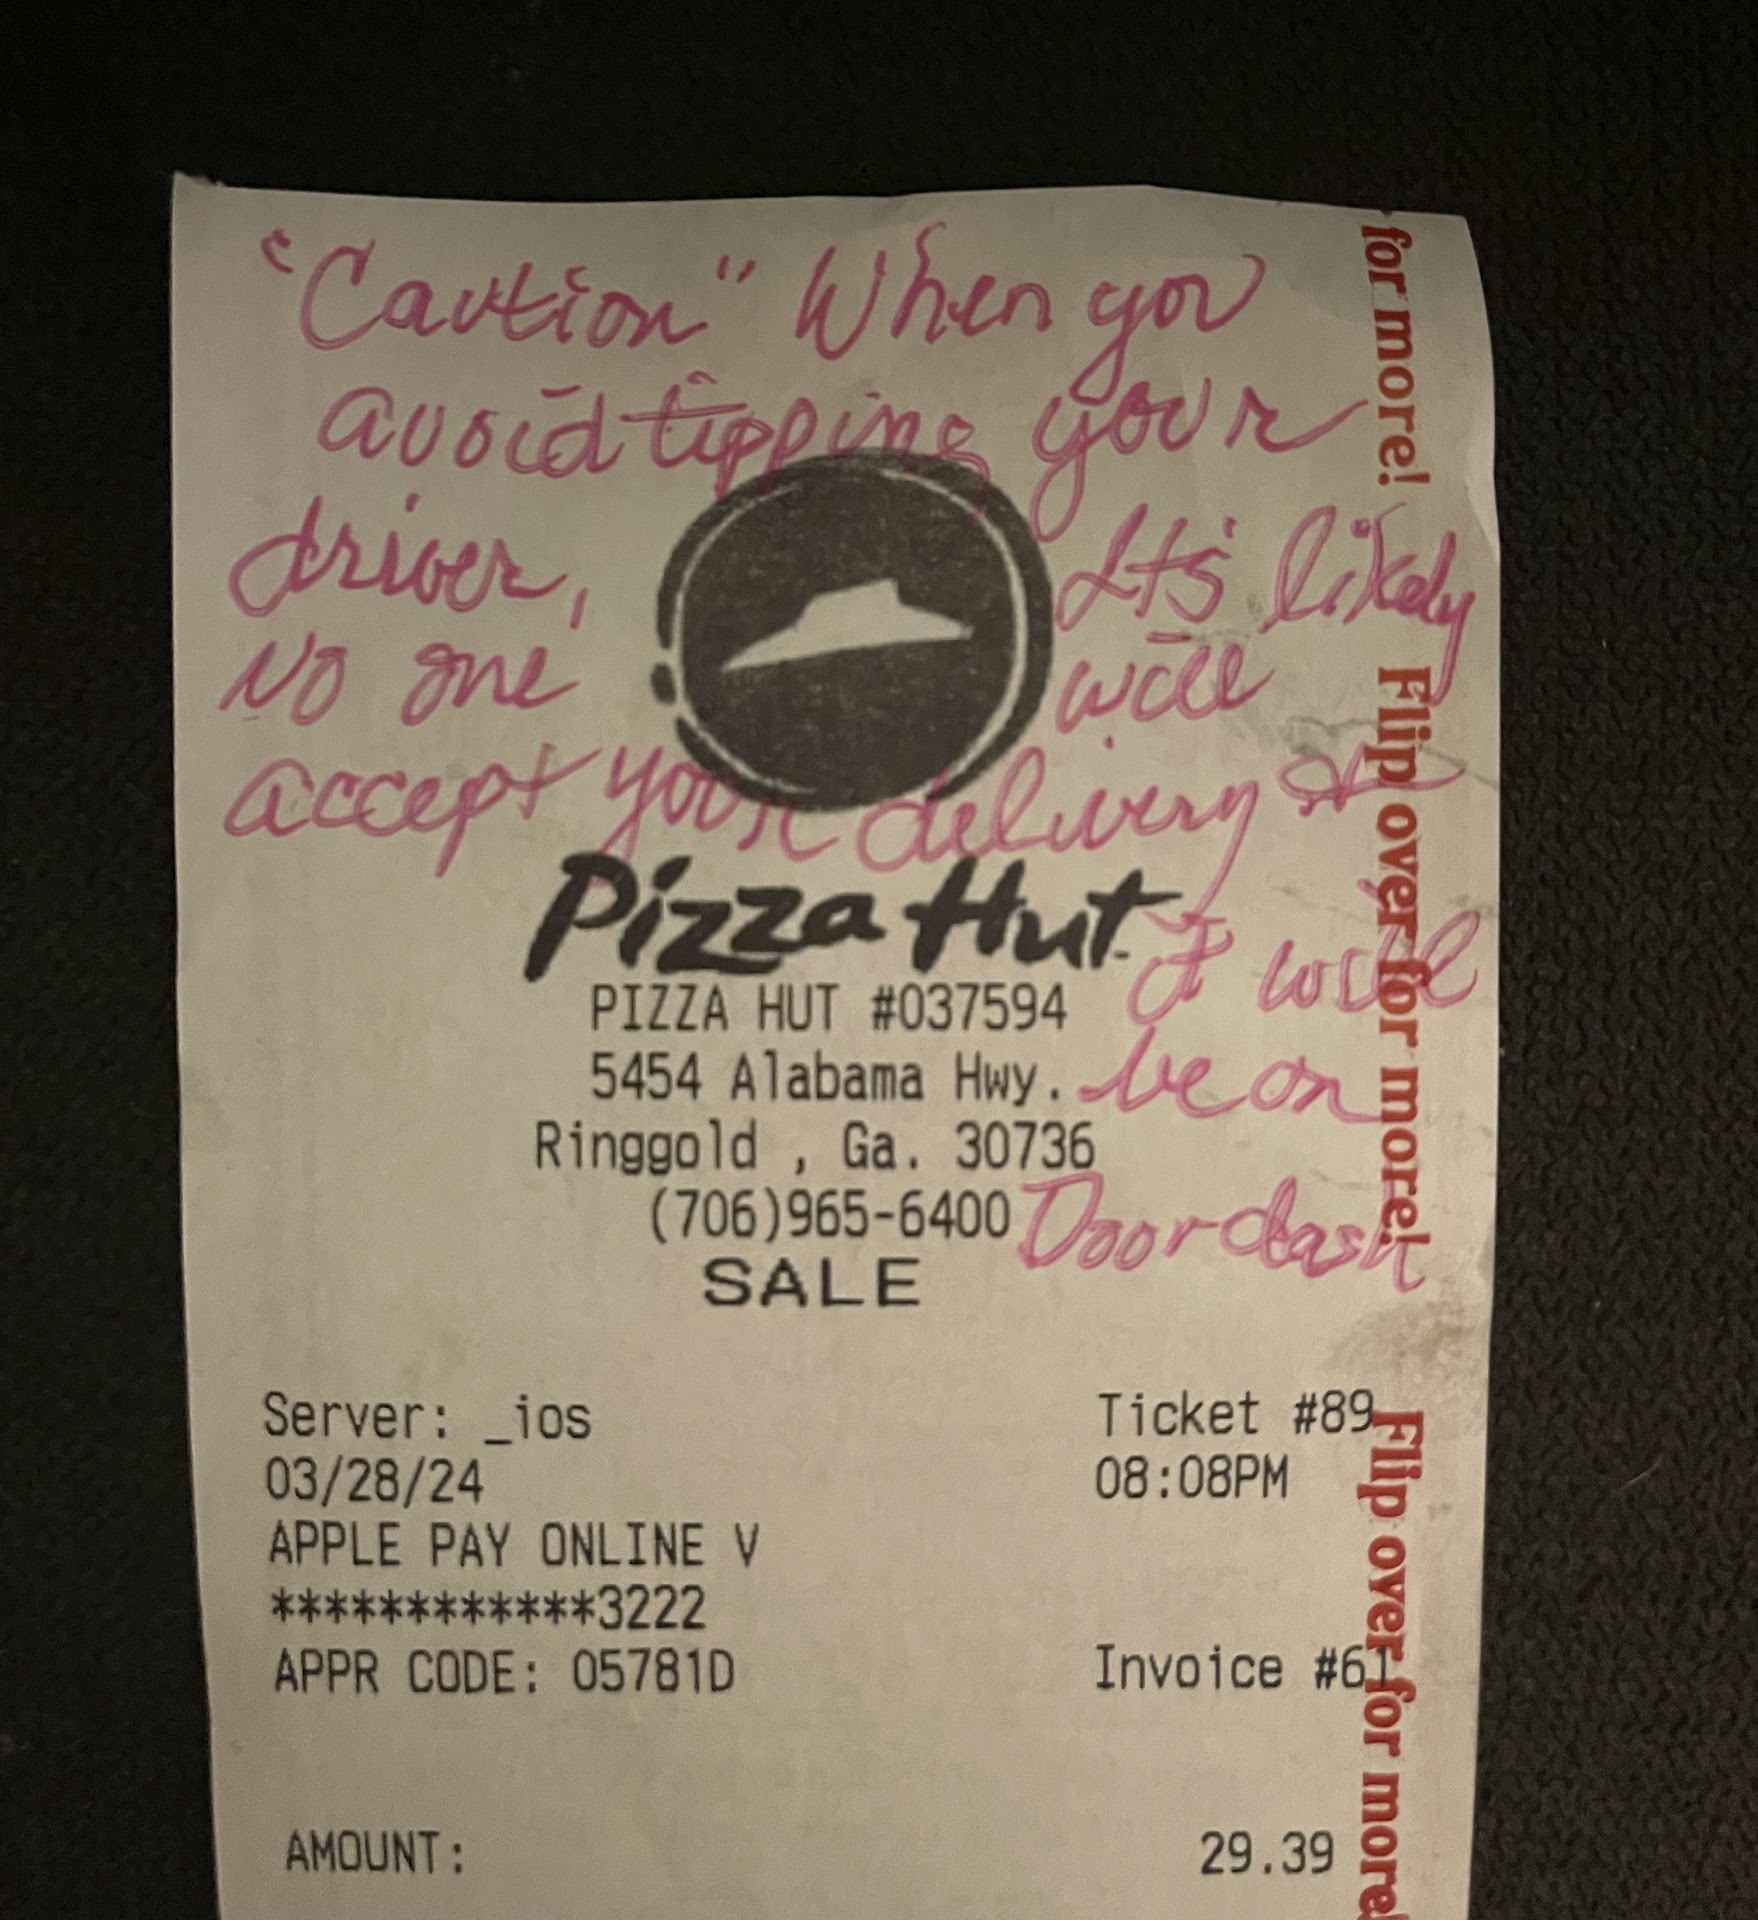 "Caution" When you
avoid tipping your
driver, Its likely
No one will
accept your delivery or
Pizza Hut
it will
PIZZA HUT #037594
5454 Alabama Hwy.
be on
Ringgold , Ga. 30736
(706)965-6400
Doordash
SALE
Server: _ios Ticket #89
03/28/24 08:08PM
APPLE PAY ONLINE V
************3222
APPR CODE: 05781D Invoice #61
AMOUNT: 29.39
for more!
Flip over for more!
Flip over for more!